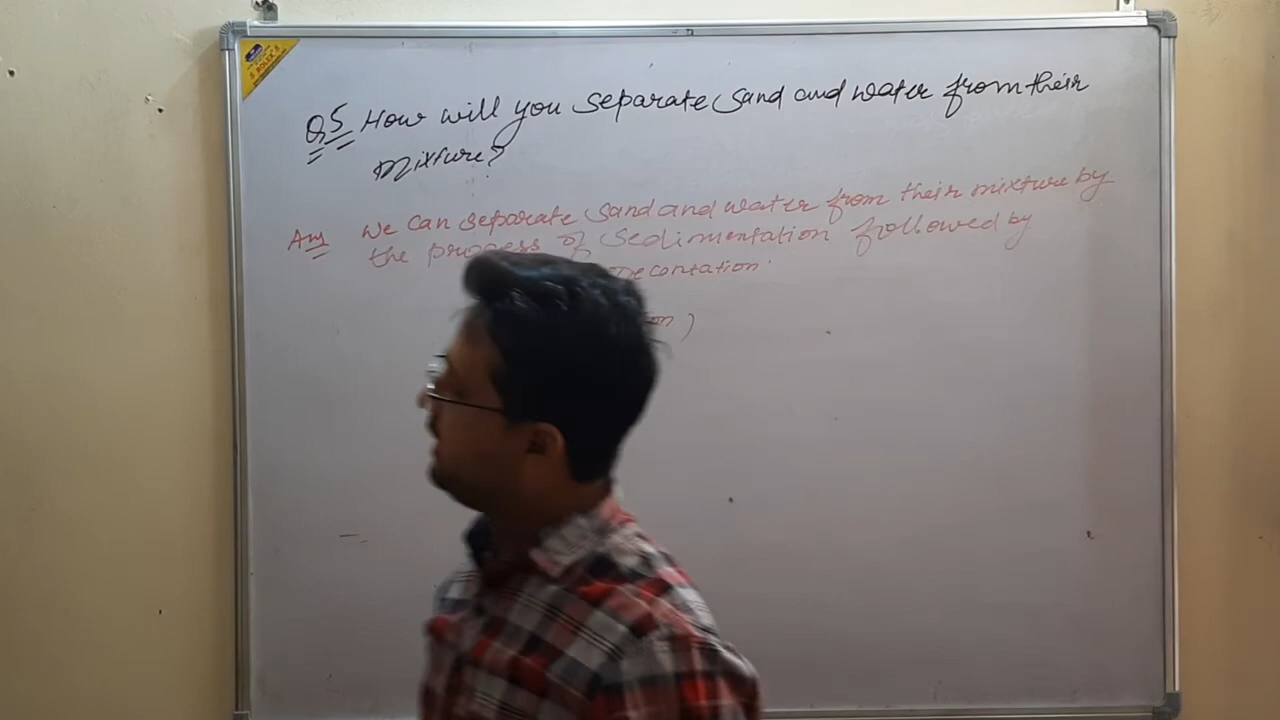 Q5 How will you separate sand and water from their
mixture?
Ans We can separate sand and water from their mixture by
the process of sedimentation followed by
Decantation
on)